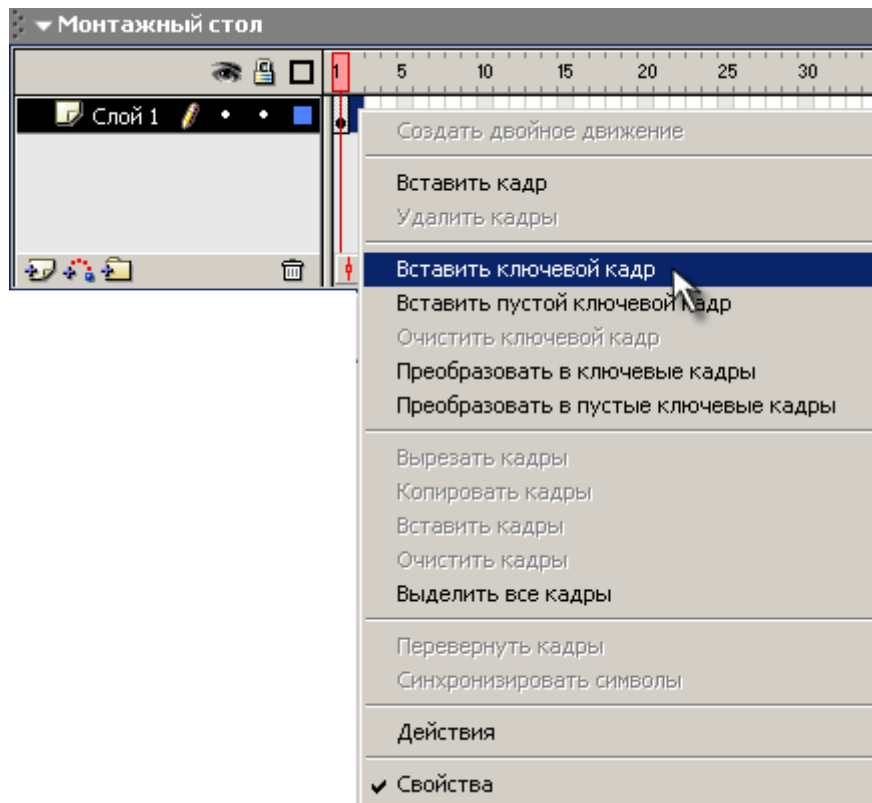 Монтажный стол
1 5 10 15 20 25 30
Слой 1
Создать двойное движение
Вставить кадр
Удалить кадры
Вставить ключевой кадр
Вставить пустой ключевой кадр
Очистить ключевой кадр
Преобразовать в ключевые кадры
Преобразовать в пустые ключевые кадры
Вырезать кадры
Копировать кадры
Вставить кадры
Очистить кадры
Выделить все кадры
Перевернуть кадры
Синхронизировать символы
Действия
Свойства